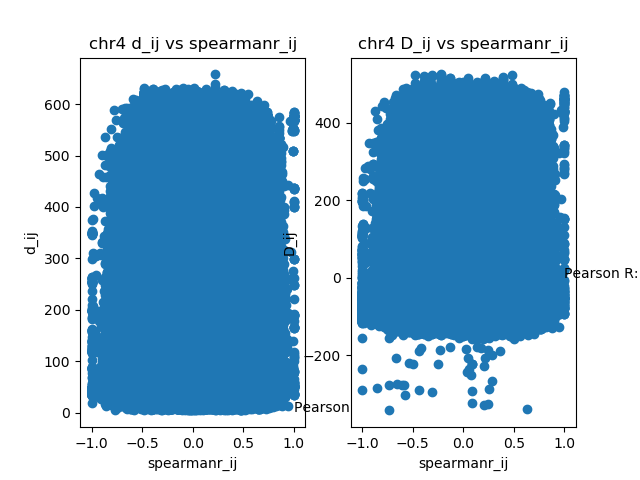 chr4 d_ij vs spearmanr_ij
d_ij
600
500
400
300
200
100
0
Pearson
−1.0 −0.5 0.0 0.5 1.0
spearmanr_ij
chr4 D_ij vs spearmanr_ij
D_ij
400
200
0
−200
Pearson R:
−1.0 −0.5 0.0 0.5 1.0
spearmanr_ij